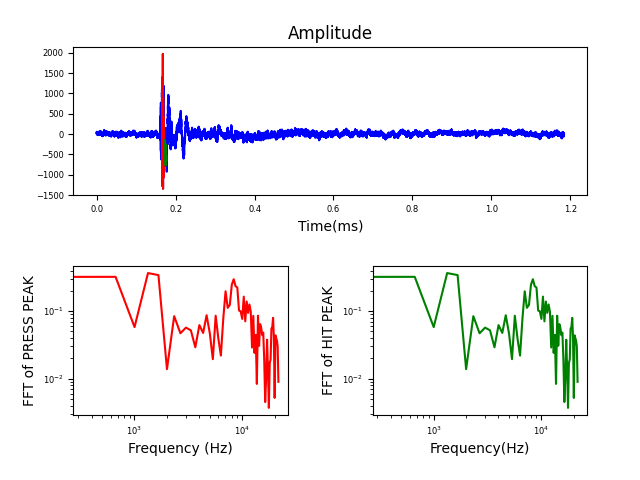 Amplitude
2000
1500
1000
500
0
−500
−1000
−1500
0.0 0.2 0.4 0.6 0.8 1.0 1.2
Time(ms)
FFT of PRESS PEAK
10⁻¹
10⁻²
10³ 10⁴
Frequency (Hz)
FFT of HIT PEAK
10⁻¹
10⁻²
10³ 10⁴
Frequency(Hz)